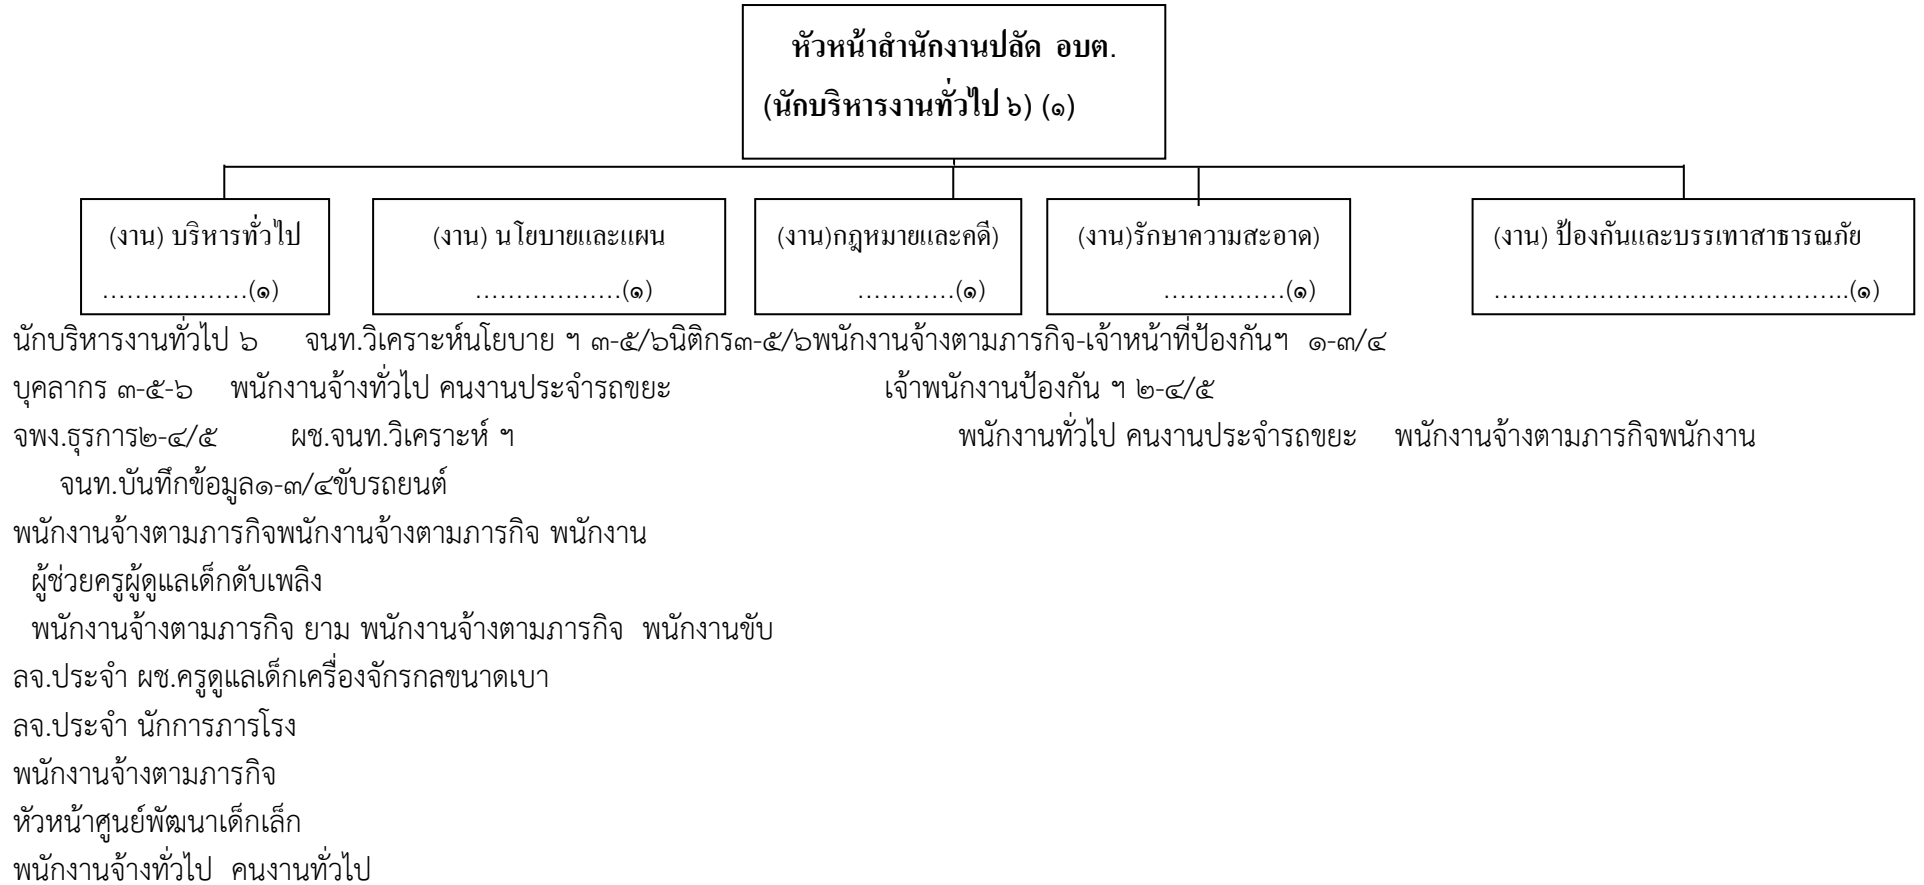 หัวหน้าสำนักงานปลัด อบต.
(นักบริหารงานทั่วไป ๖) (๑)
(งาน) บริหารทั่วไป
………………(๑)
(งาน) นโยบายและแผน
………………(๑)
(งาน)กฎหมายและคดี)
…………(๑)
(งาน)รักษาความสะอาด)
……………(๑)
(งาน) ป้องกันและบรรเทาสาธารณภัย
……………………………………..(๑)
นักบริหารงานทั่วไป ๖ จนท.วิเคราะห์นโยบาย ฯ ๓-๕/๖นิติกร๓-๕/๖พนักงานจ้างตามภารกิจ-เจ้าหน้าที่ป้องกันฯ ๑-๓/๔
บุคลากร ๓-๕-๖ พนักงานจ้างทั่วไป คนงานประจำรถขยะ เจ้าพนักงานป้องกัน ฯ ๒-๔/๕
จพง.ธุรการ๒-๔/๕ ผช.จนท.วิเคราะห์ ฯ พนักงานทั่วไป คนงานประจำรถขยะ พนักงานจ้างตามภารกิจพนักงาน
จนท.บันทึกข้อมูล๑-๓/๔ขับรถยนต์
พนักงานจ้างตามภารกิจพนักงานจ้างตามภารกิจ พนักงาน
ผู้ช่วยครูผู้ดูแลเด็กดับเพลิง
พนักงานจ้างตามภารกิจ ยาม พนักงานจ้างตามภารกิจ พนักงานขับ
ลจ.ประจำ ผช.ครูดูแลเด็กเครื่องจักรกลขนาดเบา
ลจ.ประจำ นักการภารโรง
พนักงานจ้างตามภารกิจ
หัวหน้าศูนย์พัฒนาเด็กเล็ก
พนักงานจ้างทั่วไป คนงานทั่วไป